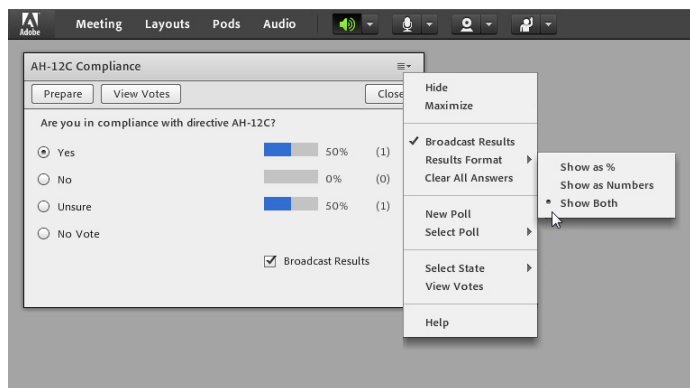 Adobe Meeting Layouts Pods Audio
AH-12C Compliance
Prepare View Votes Close
Are you in compliance with directive AH-12C?
Yes 50% (1)
No 0% (0)
Unsure 50% (1)
No Vote
Broadcast Results
Hide
Maximize
Broadcast Results
Results Format
Clear All Answers
New Poll
Select Poll
Select State
View Votes
Help
Show as %
Show as Numbers
Show Both